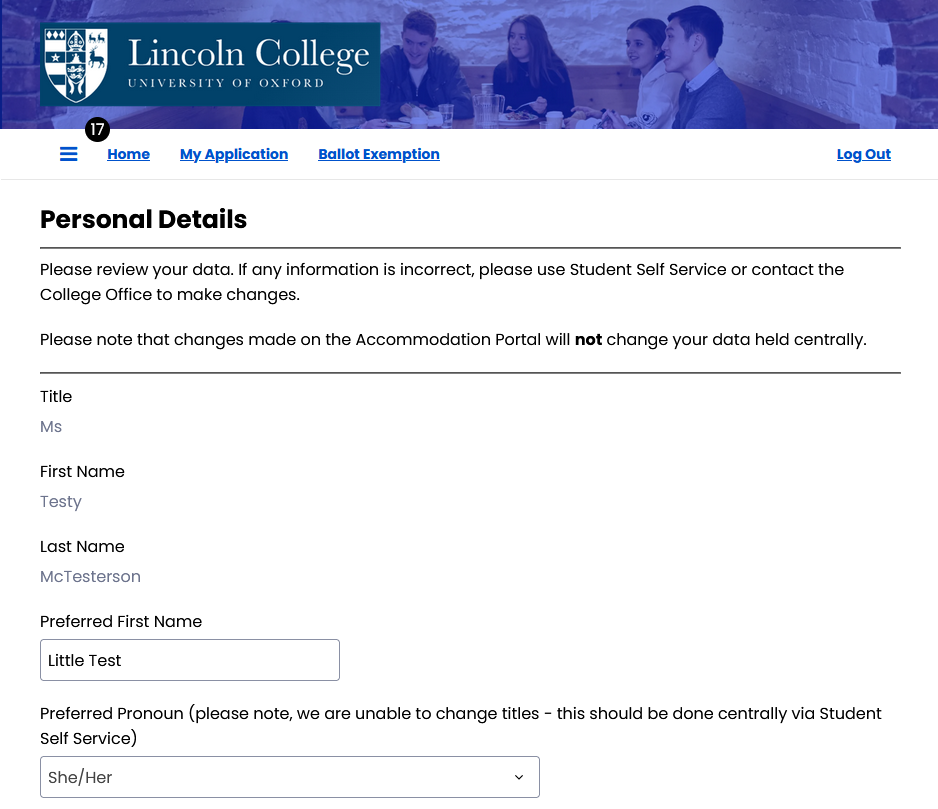 Lincoln College
UNIVERSITY OF OXFORD
17
Home
My Application
Ballot Exemption
Log Out
Personal Details
Please review your data. If any information is incorrect, please use Student Self Service or contact the
College Office to make changes.
Please note that changes made on the Accommodation Portal will not change your data held centrally.
Title
Ms
First Name
Testy
Last Name
McTesterson
Preferred First Name
Little Test
Preferred Pronoun (please note, we are unable to change titles - this should be done centrally via Student
Self Service)
She/Her